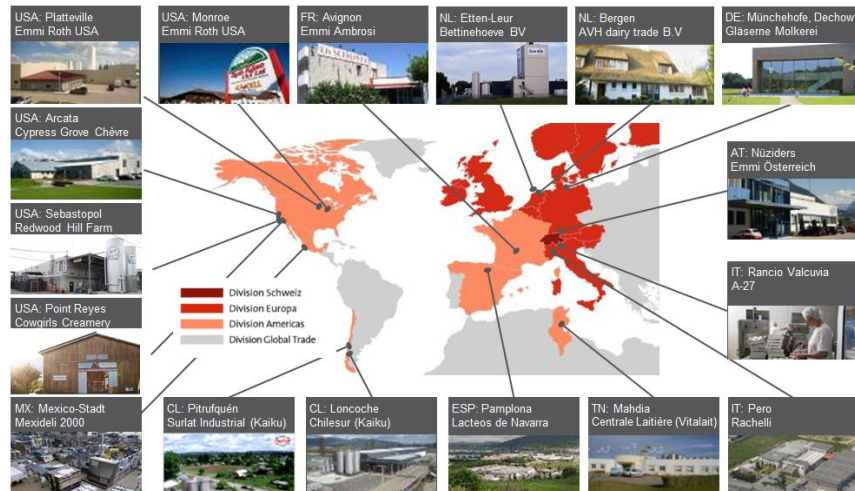 USA: Platteville
Emmi Roth USA
USA: Monroe
Emmi Roth USA
FR: Avignon
Emmi Ambrosi
NL: Etten-Leur
Bettinehoeve BV
NL: Bergen
AVH dairy trade B.V
DE: Münchehofe, Dechow
Gläserne Molkerei
USA: Arcata
Cypress Grove Chèvre
AT: Nüziders
Emmi Österreich
USA: Sebastopol
Redwood Hill Farm
IT: Rancio Valcuvia
A-27
USA: Point Reyes
Cowgirls Creamery
Division Schweiz
Division Europa
Division Americas
Division Global Trade
MX: Mexico-Stadt
Mexideli 2000
CL: Pitrufquén
Surlat Industrial (Kaiku)
CL: Loncoche
Chilesur (Kaiku)
ESP: Pamplona
Lacteos de Navarra
TN: Mahdia
Centrale Laitière (Vitalait)
IT: Pero
Rachelli